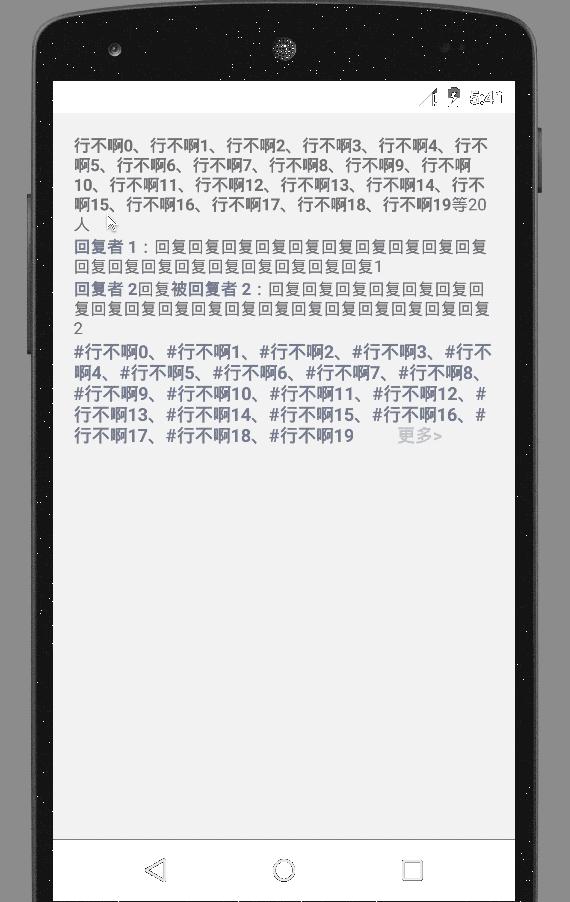 5:41
行不啊0、行不啊1、行不啊2、行不啊3、行不啊4、行不
啊5、行不啊6、行不啊7、行不啊8、行不啊9、行不啊
10、行不啊11、行不啊12、行不啊13、行不啊14、行不
啊15、行不啊16、行不啊17、行不啊18、行不啊19等20
人
回复者 1：回复回复回复回复回复回复回复回复回复回复
回复回复回复回复回复回复回复回复回复1
回复者 2回复被回复者 2：回复回复回复回复回复回复回
复回复回复回复回复回复回复回复回复回复回复回复回复
2
#行不啊0、#行不啊1、#行不啊2、#行不啊3、#行不
啊4、#行不啊5、#行不啊6、#行不啊7、#行不啊8、
#行不啊9、#行不啊10、#行不啊11、#行不啊12、#
行不啊13、#行不啊14、#行不啊15、#行不啊16、#
行不啊17、#行不啊18、#行不啊19 更多>